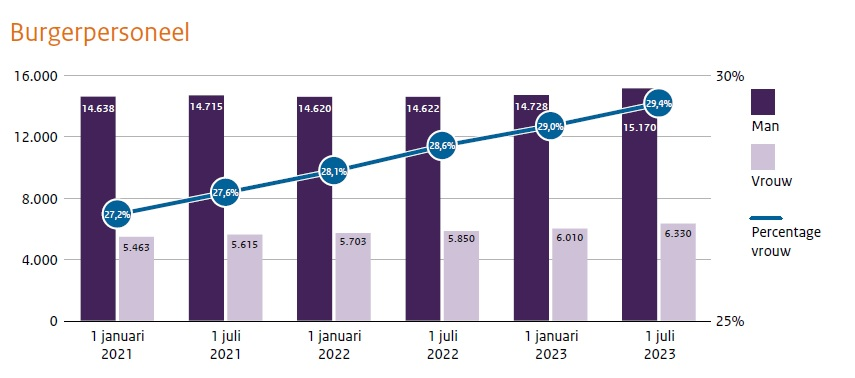 Burgerpersoneel
16.000
12.000
8.000
4.000
0
30%
25%
14.638
14.715
14.620
14.622
14.728
15.170
5.463
5.615
5.703
5.850
6.010
6.330
27,2%
27,6%
28,1%
28,6%
29,0%
29,4%
1 januari
2021
1 juli
2021
1 januari
2022
1 juli
2022
1 januari
2023
1 juli
2023
Man
Vrouw
Percentage
vrouw